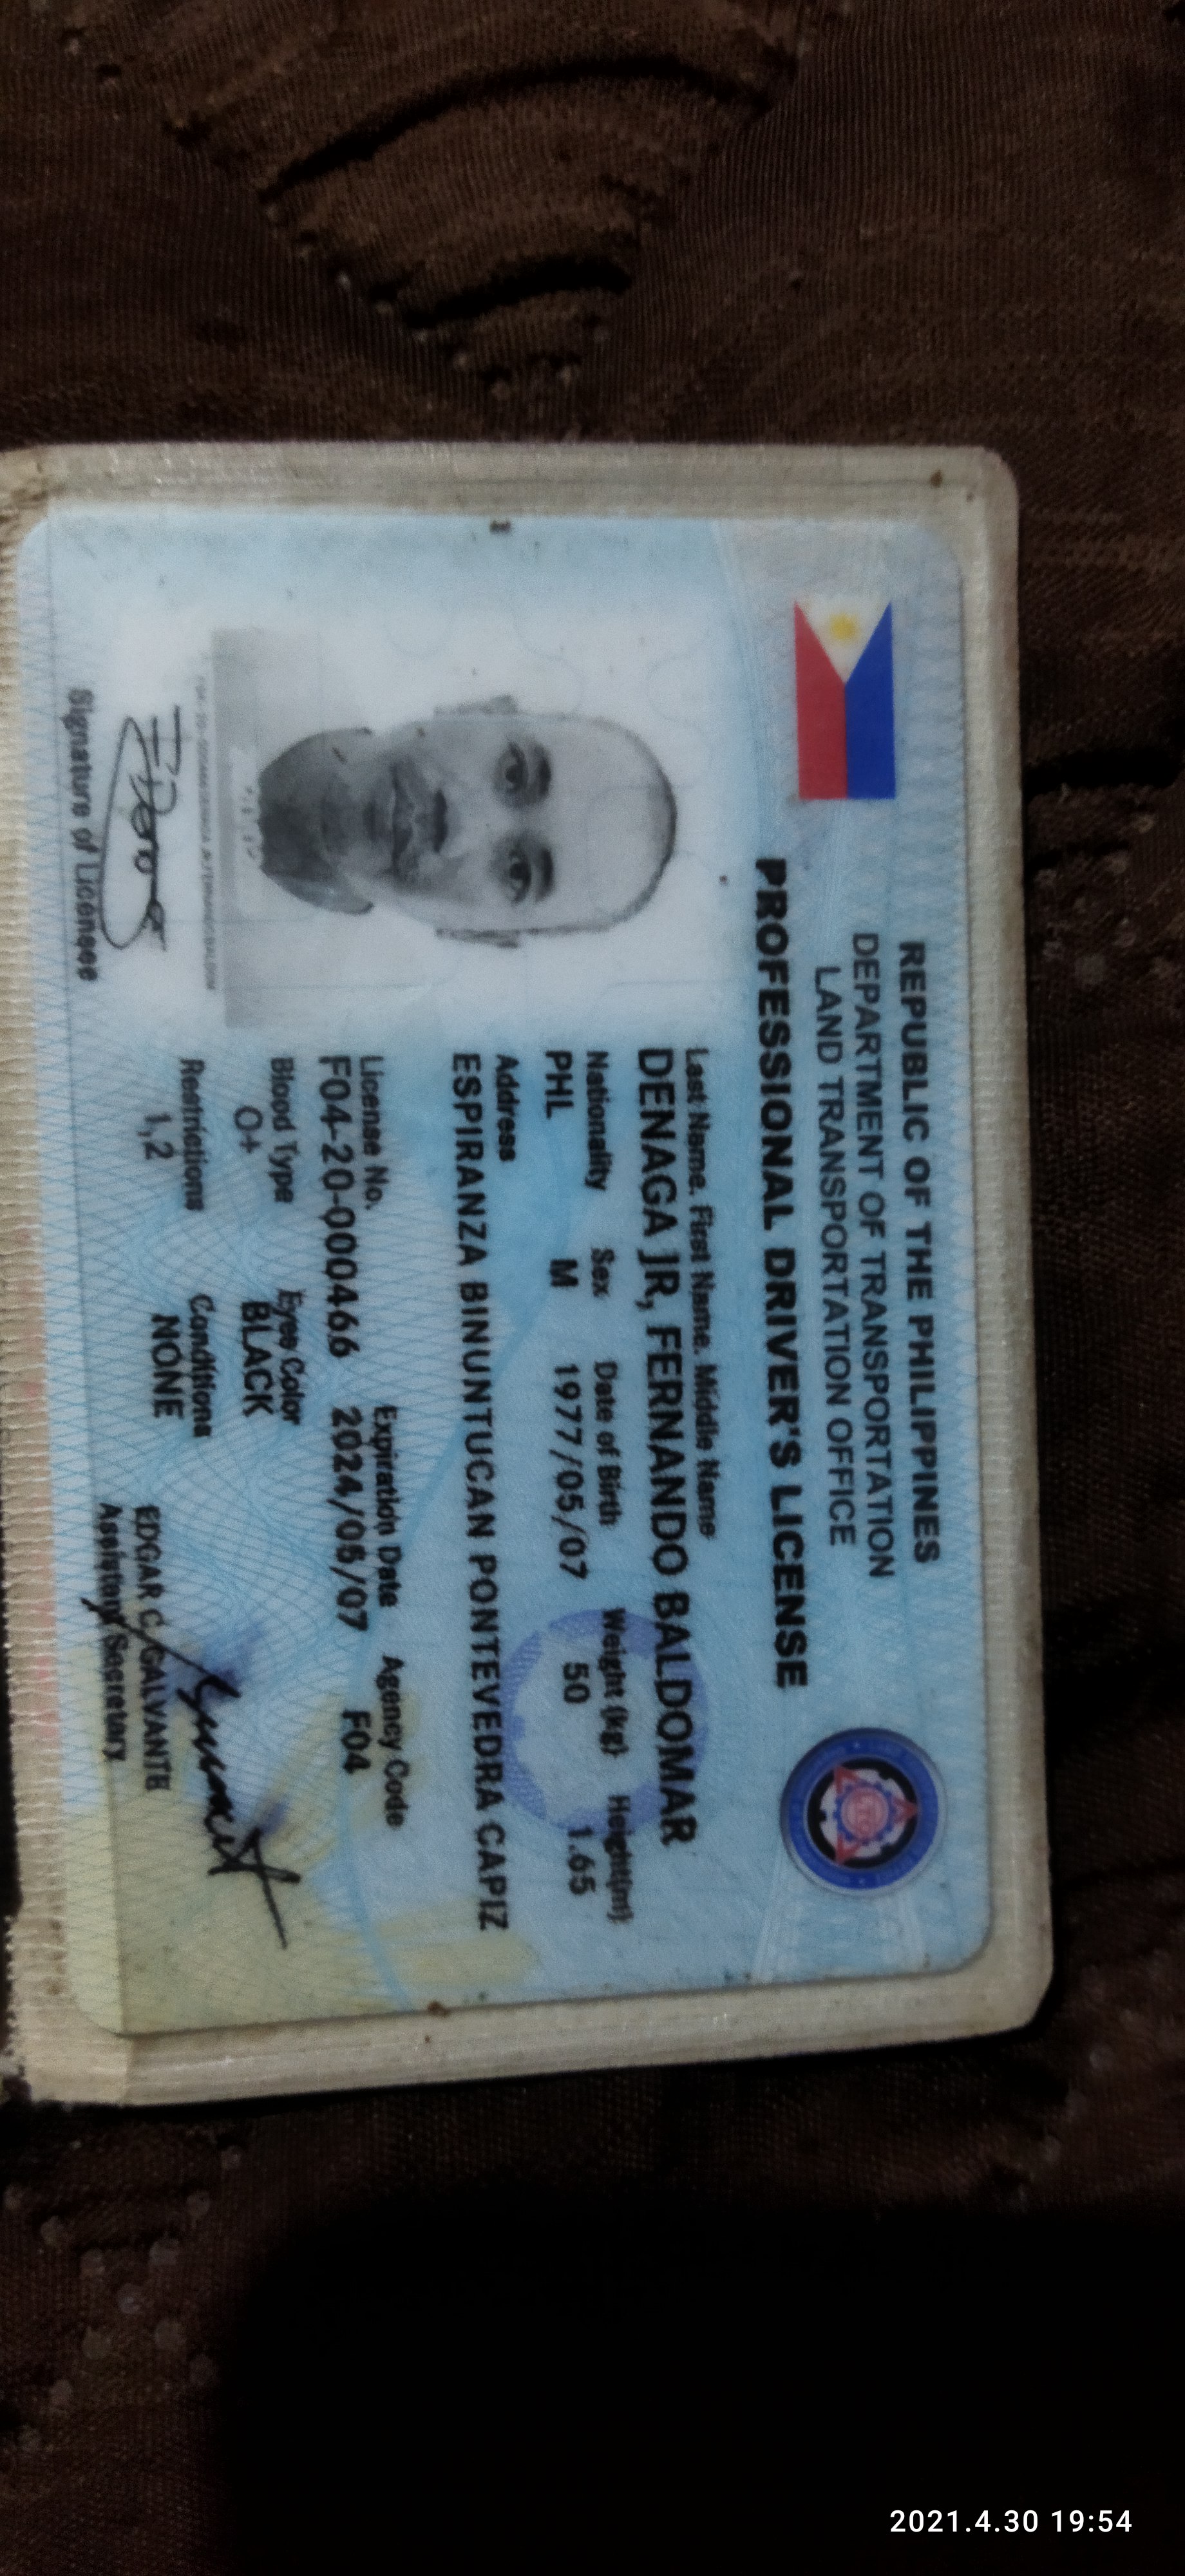 REPUBLIC OF THE PHILIPPINES
DEPARTMENT OF TRANSPORTATION
LAND TRANSPORTATION OFFICE
PROFESSIONAL DRIVER'S LICENSE
Last Name. First Name. Middle Name
DENAGA JR, FERNANDO BALDOMAR
Nationality Sex Date of Birth Weight (kg) Height(m)
PHL M 1977/05/07 50 1.65
Address
ESPIRANZA BINUNTUCAN PONTEVEDRA CAPIZ
License No. Expiration Date Agency Code
F04-20-000466 2024/05/07 F04
Blood Type Eye Color
O+ BLACK
Restrictions Conditions
1,2 NONE
EDGAR C. GALVANTE
Assistant Secretary
Signature of Licensee
2021.4.30 19:54